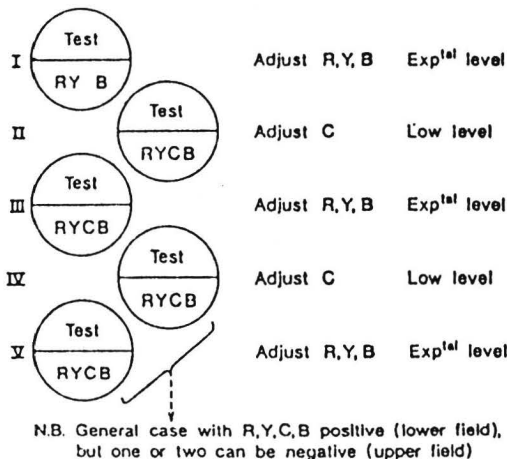 Test
I Adjust R,Y,B Exp^tal level
RY B
Test
II Adjust C Low level
RYCB
Test
III Adjust R,Y,B Exp^tal level
RYCB
Test
IV Adjust C Low level
RYCB
Test
V Adjust R,Y,B Exp^tal level
RYCB
N.B. General case with R,Y,C,B positive (lower field),
but one or two can be negative (upper field)